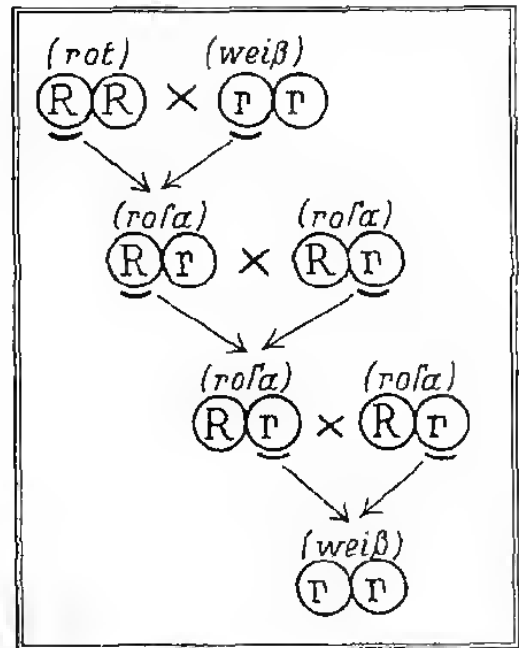 (rot) (weiß)
R R × r r
(roſa) (roſa)
R r × R r
(roſa) (roſa)
R r × R r
(weiß)
r r